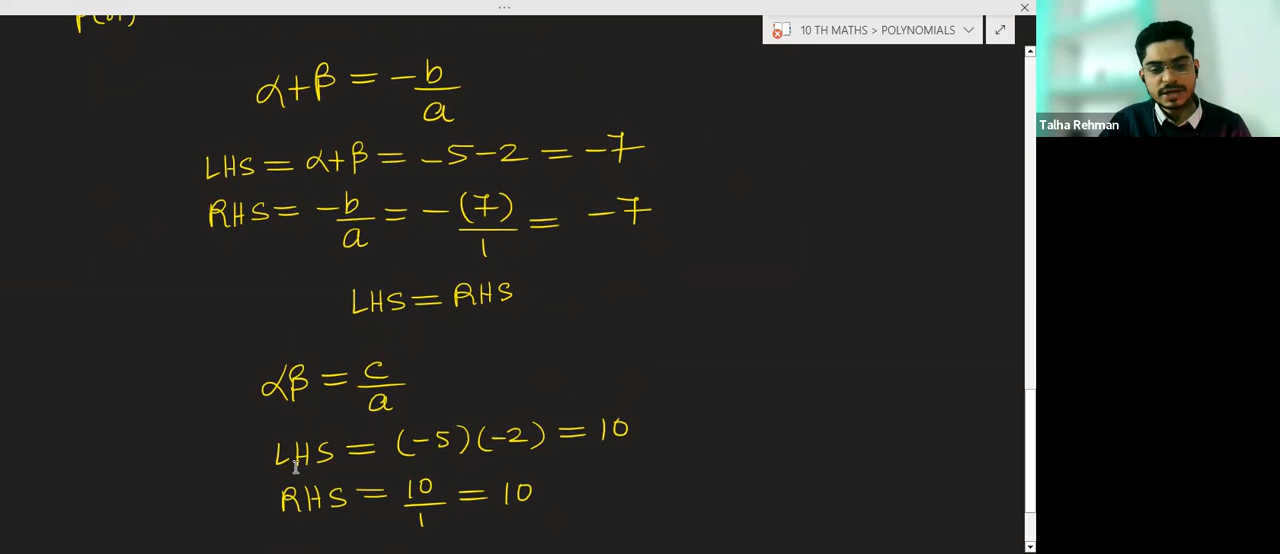 10 TH MATHS > POLYNOMIALS
Talha Rehman
α+β = -b/a
LHS = α+β = -5-2 = -7
RHS = -b/a = -(7)/1 = -7
LHS = RHS
αβ = c/a
LHS = (-5)(-2) = 10
RHS = 10/1 = 10